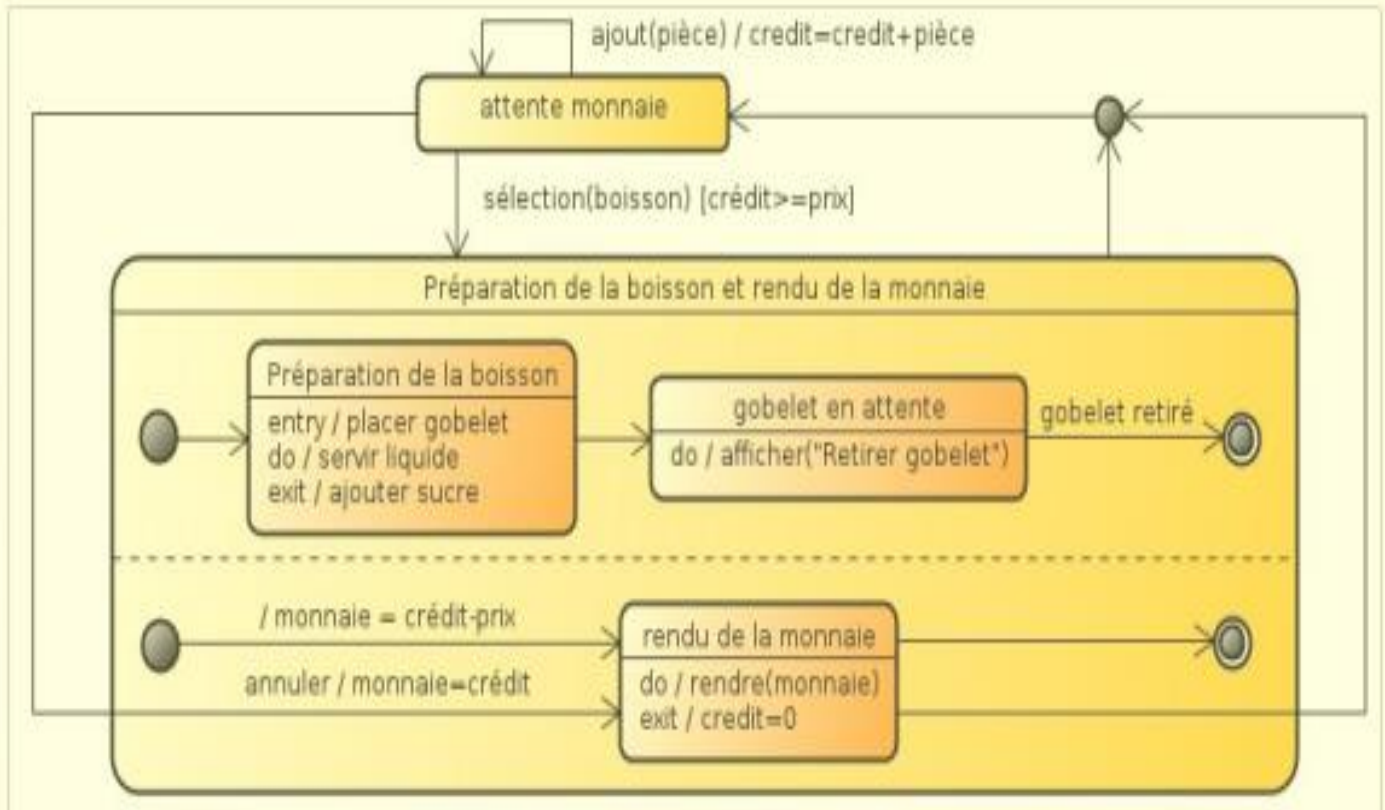 ajout(pièce) / credit=credit+pièce
attente monnaie
sélection(boisson) [crédit>=prix]
Préparation de la boisson et rendu de la monnaie
Préparation de la boisson
entry / placer gobelet
do / servir liquide
exit / ajouter sucre
gobelet en attente
do / afficher("Retirer gobelet")
gobelet retiré
/ monnaie = crédit-prix
annuler / monnaie=crédit
rendu de la monnaie
do / rendre(monnaie)
exit / credit=0